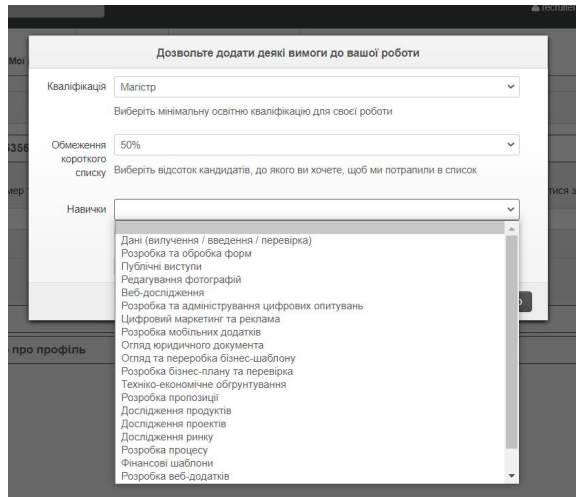 recruiter
Мої
Дозвольте додати деякі вимоги до вашої роботи
Кваліфікація
Магістр
Виберіть мінімальну освітню кваліфікацію для своєї роботи
Обмеження короткого списку
50%
Виберіть відсоток кандидатів, до якого ви хочете, щоб ми потрапили в список
Навички
Дані (вилучення / введення / перевірка)
Розробка та обробка форм
Публічні виступи
Редагування фотографій
Веб-дослідження
Розробка та адміністрування цифрових опитувань
Цифровий маркетинг та реклама
Розробка мобільних додатків
Огляд юридичного документа
Огляд та переробка бізнес-шаблону
Розробка бізнес-плану та перевірка
Техніко-економічне обгрунтування
Розробка пропозиції
Дослідження продуктів
Дослідження проектів
Дослідження ринку
Розробка процесу
Фінансові шаблони
Розробка веб-додатків
про профіль